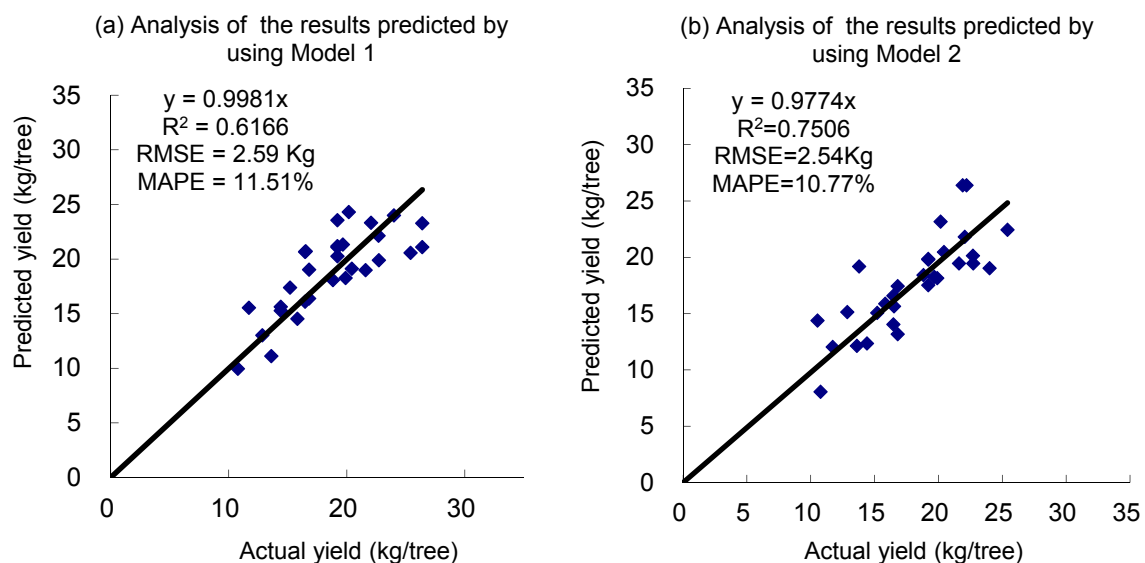 (a) Analysis of the results predicted by
using Model 1
y = 0.9981x
R² = 0.6166
RMSE = 2.59 Kg
MAPE = 11.51%
Predicted yield (kg/tree)
35
30
25
20
15
10
5
0
0 10 20 30
Actual yield (kg/tree)
(b) Analysis of the results predicted by
using Model 2
y = 0.9774x
R²=0.7506
RMSE=2.54Kg
MAPE=10.77%
Predicted yield (kg/tree)
35
30
25
20
15
10
5
0
0 5 10 15 20 25 30 35
Actual yield (kg/tree)